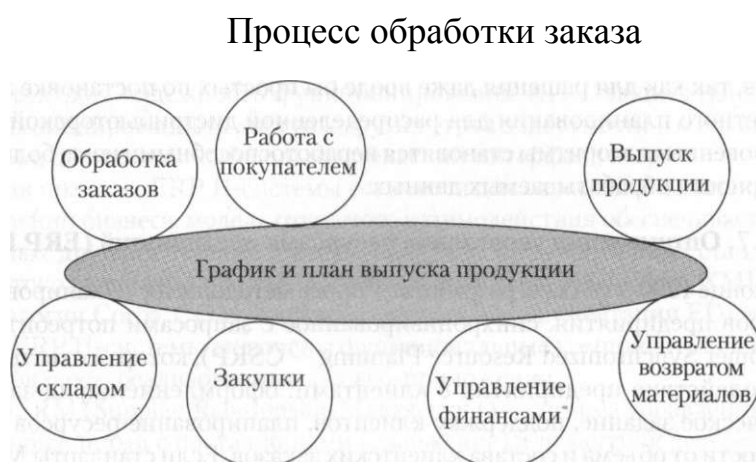 Процесс обработки заказа
Обработка
заказов
Работа с
покупателем
Выпуск
продукции
График и план выпуска продукции
Управление
складом
Закупки
Управление
финансами
Управление
возвратом
материалов